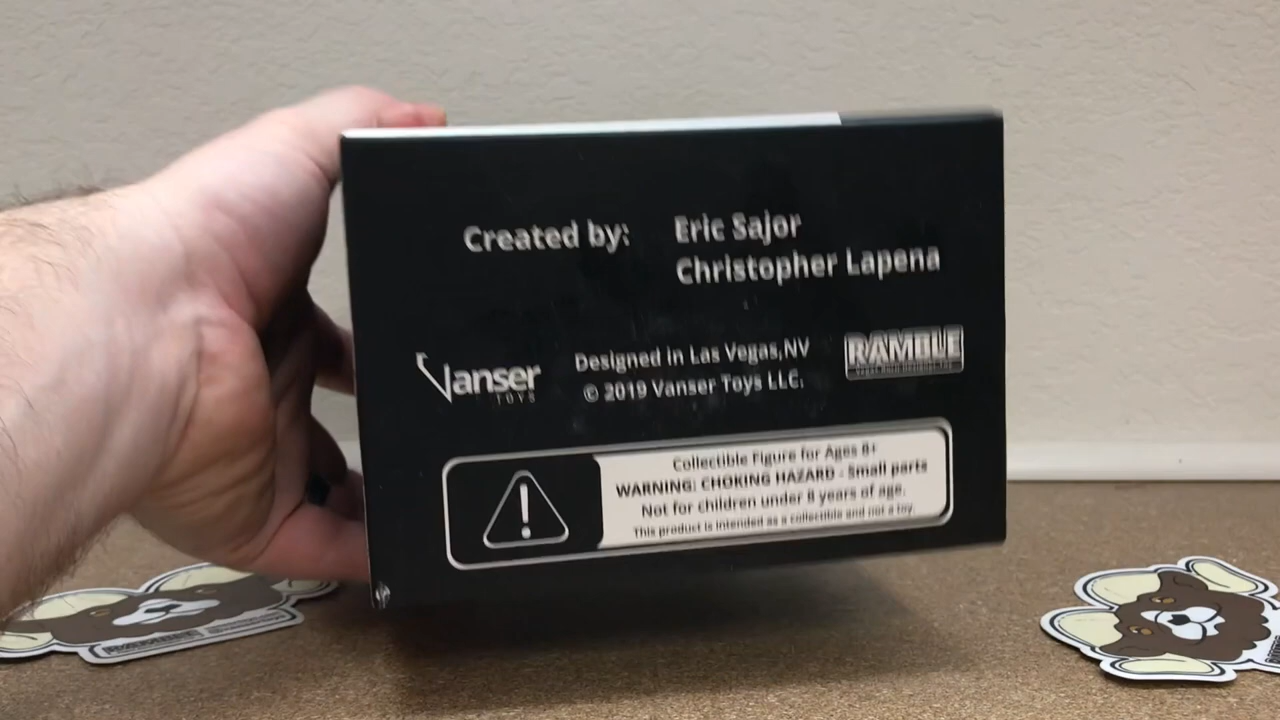 Created by: Eric Sajor
Christopher Lapena
Vanser
TOYS
Designed in Las Vegas,NV
© 2019 Vanser Toys LLC.
RAMBLE
Collectible Figure for Ages 8+
WARNING: CHOKING HAZARD - Small parts
Not for children under 8 years of age.
This product is intended as a collectible and not a toy.